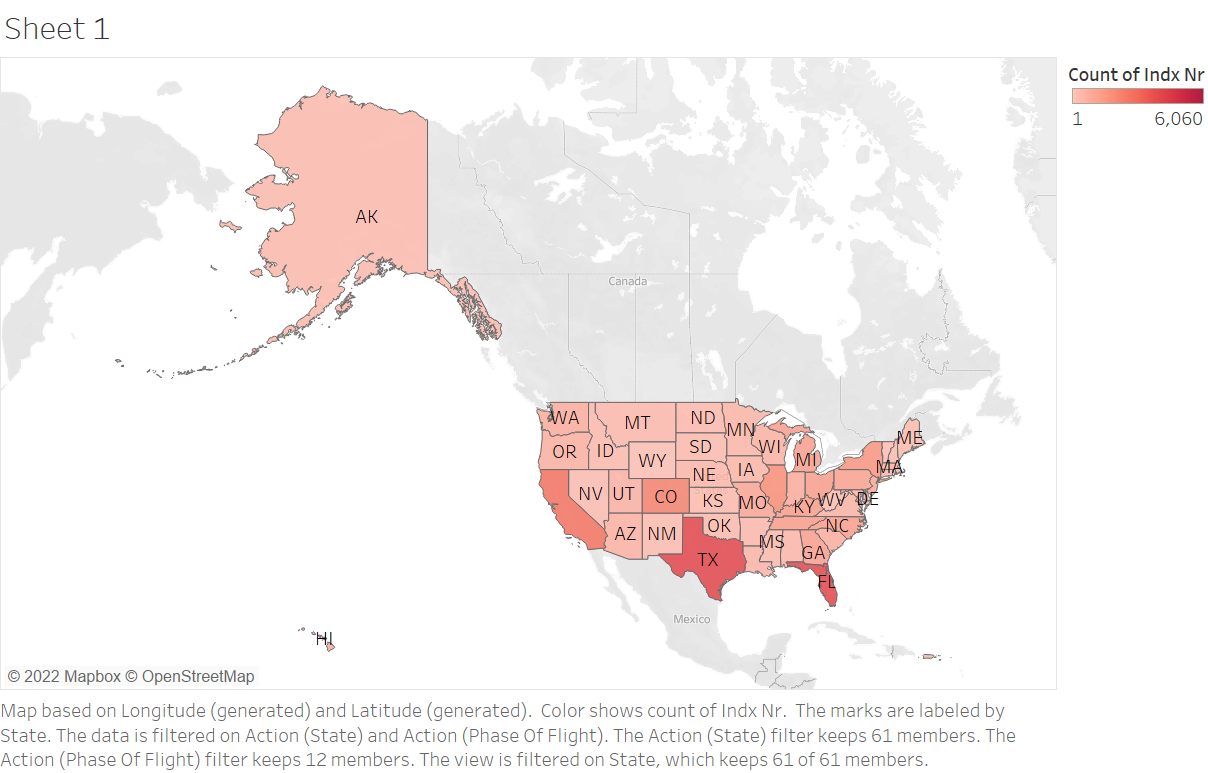 Sheet 1
Count of Indx Nr
1 6,060
AK
Canada
WA
MT
ND
MN
ME
OR
ID
SD
WI
MI
WY
MA
NE
IA
NV
UT
CO
KS
MO
KY
WV
DE
AZ
NM
OK
NC
MS
GA
TX
FL
Mexico
HI
© 2022 Mapbox © OpenStreetMap
Map based on Longitude (generated) and Latitude (generated).  Color shows count of Indx Nr.  The marks are labeled by
State. The data is filtered on Action (State) and Action (Phase Of Flight). The Action (State) filter keeps 61 members. The
Action (Phase Of Flight) filter keeps 12 members. The view is filtered on State, which keeps 61 of 61 members.